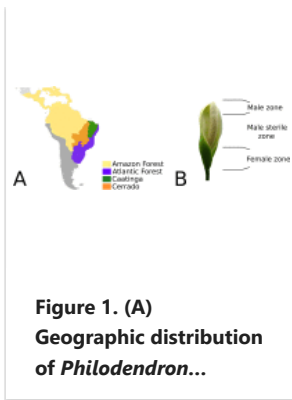 A
Amazon Forest
Atlantic Forest
Caatinga
Cerrado
B
Male zone
Male sterile
zone
Female zone
Figure 1. (A)
Geographic distribution
of Philodendron...